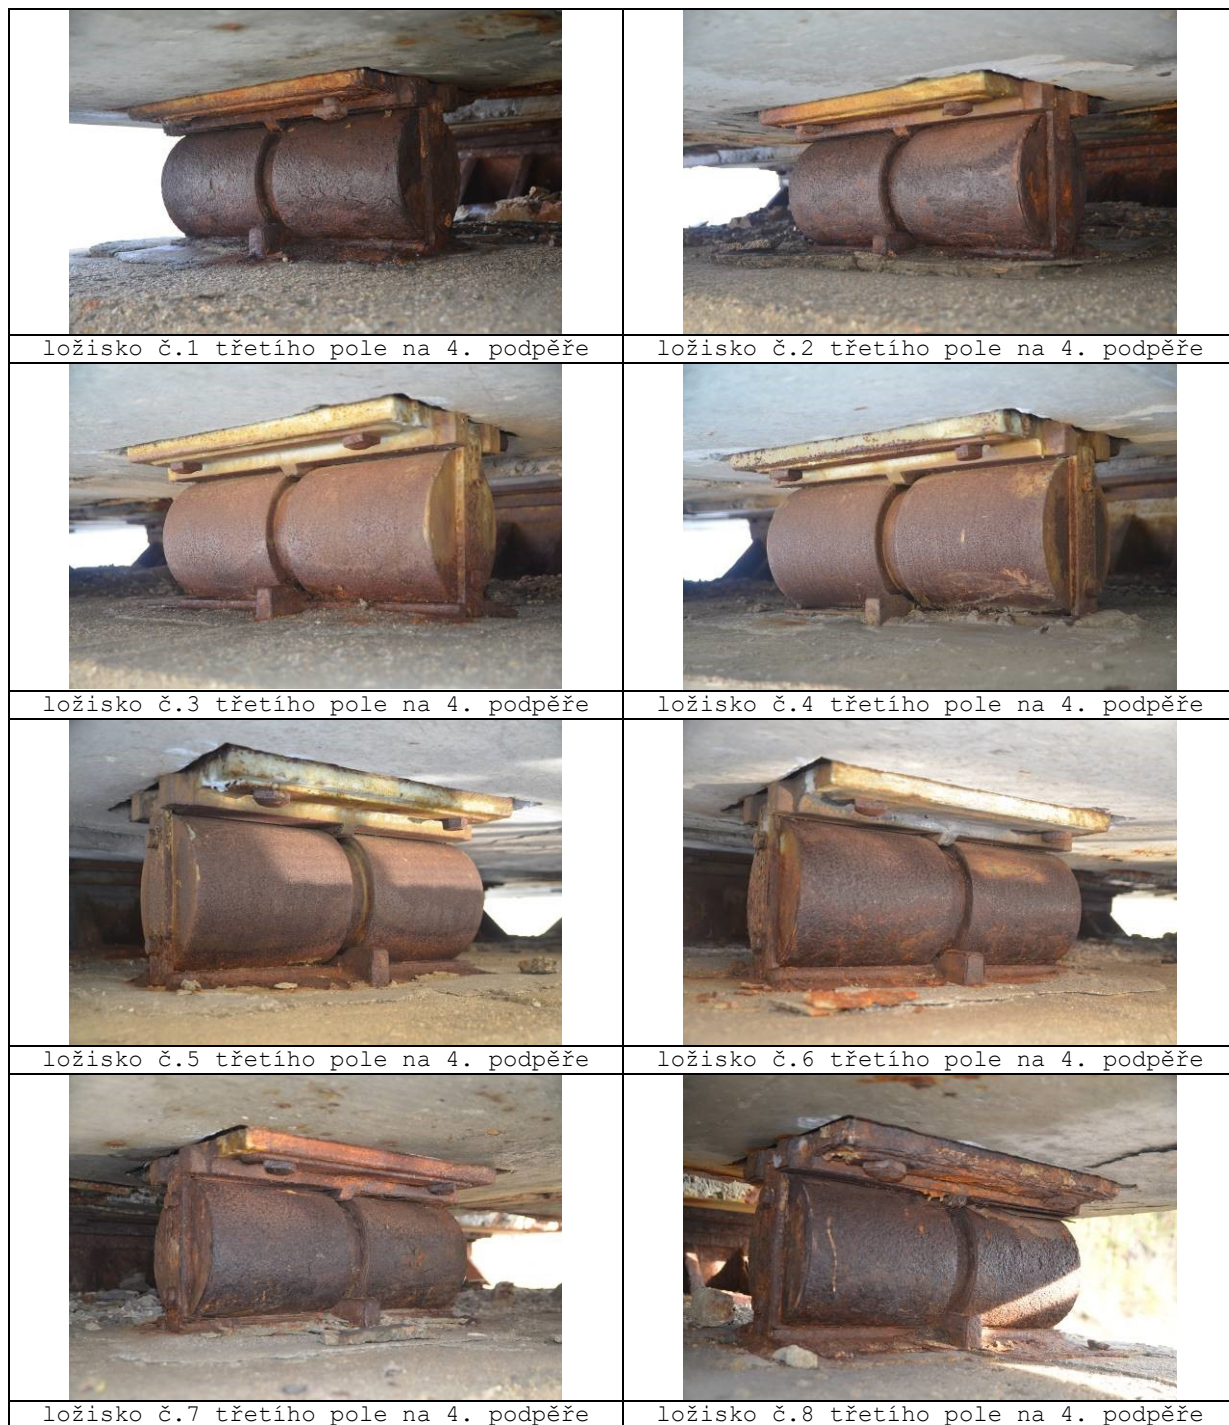 ložisko č.1 třetího pole na 4. podpěře
ložisko č.2 třetího pole na 4. podpěře
ložisko č.3 třetího pole na 4. podpěře
ložisko č.4 třetího pole na 4. podpěře
ložisko č.5 třetího pole na 4. podpěře
ložisko č.6 třetího pole na 4. podpěře
ložisko č.7 třetího pole na 4. podpěře
ložisko č.8 třetího pole na 4. podpěře